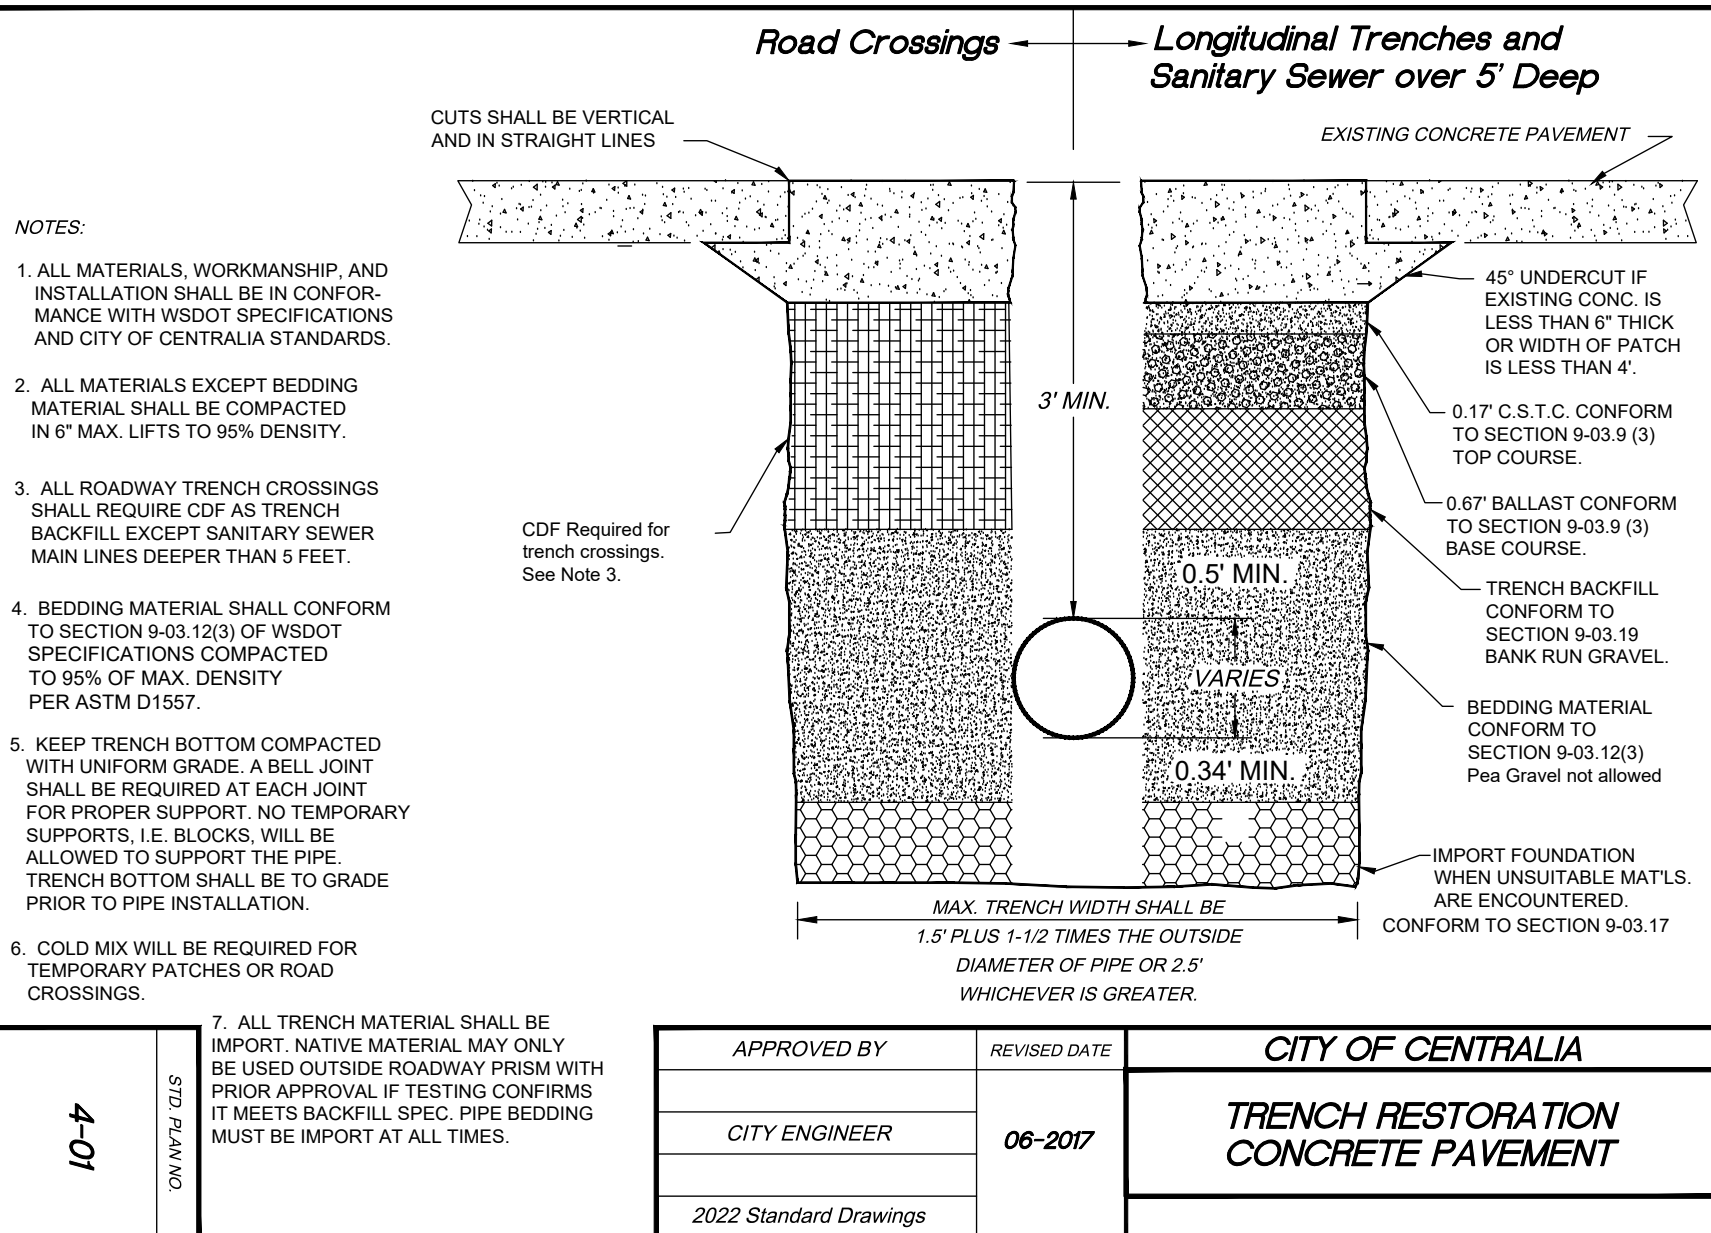 Road Crossings
Longitudinal Trenches and
Sanitary Sewer over 5' Deep
CUTS SHALL BE VERTICAL
AND IN STRAIGHT LINES
EXISTING CONCRETE PAVEMENT
NOTES:
1. ALL MATERIALS, WORKMANSHIP, AND
INSTALLATION SHALL BE IN CONFOR-
MANCE WITH WSDOT SPECIFICATIONS
AND CITY OF CENTRALIA STANDARDS.
2. ALL MATERIALS EXCEPT BEDDING
MATERIAL SHALL BE COMPACTED
IN 6" MAX. LIFTS TO 95% DENSITY.
3. ALL ROADWAY TRENCH CROSSINGS
SHALL REQUIRE CDF AS TRENCH
BACKFILL EXCEPT SANITARY SEWER
MAIN LINES DEEPER THAN 5 FEET.
4. BEDDING MATERIAL SHALL CONFORM
TO SECTION 9-03.12(3) OF WSDOT
SPECIFICATIONS COMPACTED
TO 95% OF MAX. DENSITY
PER ASTM D1557.
5. KEEP TRENCH BOTTOM COMPACTED
WITH UNIFORM GRADE. A BELL JOINT
SHALL BE REQUIRED AT EACH JOINT
FOR PROPER SUPPORT. NO TEMPORARY
SUPPORTS, I.E. BLOCKS, WILL BE
ALLOWED TO SUPPORT THE PIPE.
TRENCH BOTTOM SHALL BE TO GRADE
PRIOR TO PIPE INSTALLATION.
6. COLD MIX WILL BE REQUIRED FOR
TEMPORARY PATCHES OR ROAD
CROSSINGS.
7. ALL TRENCH MATERIAL SHALL BE
IMPORT. NATIVE MATERIAL MAY ONLY
BE USED OUTSIDE ROADWAY PRISM WITH
PRIOR APPROVAL IF TESTING CONFIRMS
IT MEETS BACKFILL SPEC. PIPE BEDDING
MUST BE IMPORT AT ALL TIMES.
CDF Required for
trench crossings.
See Note 3.
3' MIN.
0.5' MIN.
VARIES
0.34' MIN.
45° UNDERCUT IF
EXISTING CONC. IS
LESS THAN 6" THICK
OR WIDTH OF PATCH
IS LESS THAN 4'.
0.17' C.S.T.C. CONFORM
TO SECTION 9-03.9 (3)
TOP COURSE.
0.67' BALLAST CONFORM
TO SECTION 9-03.9 (3)
BASE COURSE.
TRENCH BACKFILL
CONFORM TO
SECTION 9-03.19
BANK RUN GRAVEL.
BEDDING MATERIAL
CONFORM TO
SECTION 9-03.12(3)
Pea Gravel not allowed
IMPORT FOUNDATION
WHEN UNSUITABLE MAT'LS.
ARE ENCOUNTERED.
CONFORM TO SECTION 9-03.17
MAX. TRENCH WIDTH SHALL BE
1.5' PLUS 1-1/2 TIMES THE OUTSIDE
DIAMETER OF PIPE OR 2.5'
WHICHEVER IS GREATER.
4-01
STD. PLAN NO.
APPROVED BY
CITY ENGINEER
2022 Standard Drawings
REVISED DATE
06-2017
CITY OF CENTRALIA
TRENCH RESTORATION
CONCRETE PAVEMENT